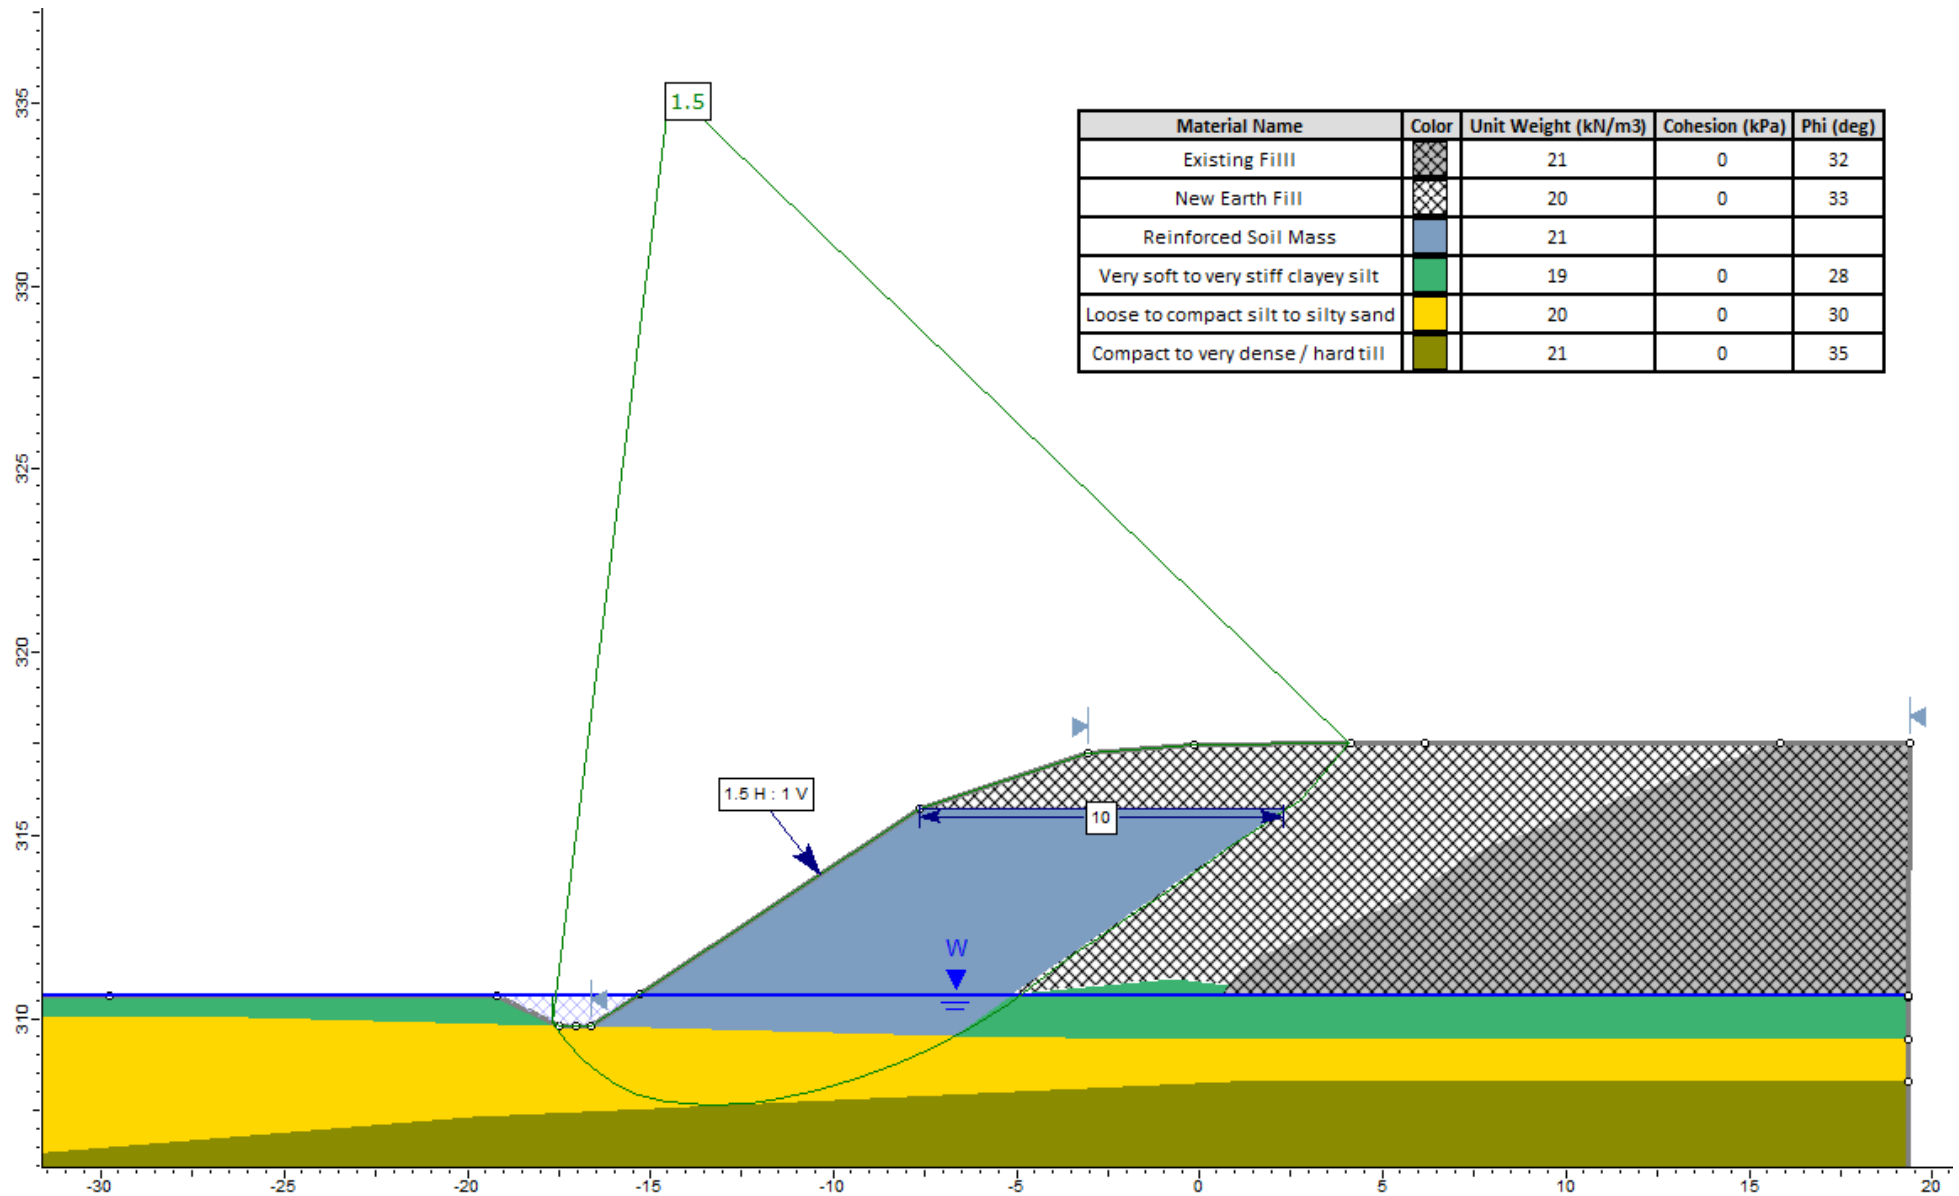 1.5
Material Name Color Unit Weight (kN/m3) Cohesion (kPa) Phi (deg)
Existing Filll 21 0 32
New Earth Fill 20 0 33
Reinforced Soil Mass 21
Very soft to very stiff clayey silt 19 0 28
Loose to compact silt to silty sand 20 0 30
Compact to very dense / hard till 21 0 35
335
330
325
320
315
310
1.5 H : 1 V
10
W
-30 -25 -20 -15 -10 -5 0 5 10 15 20